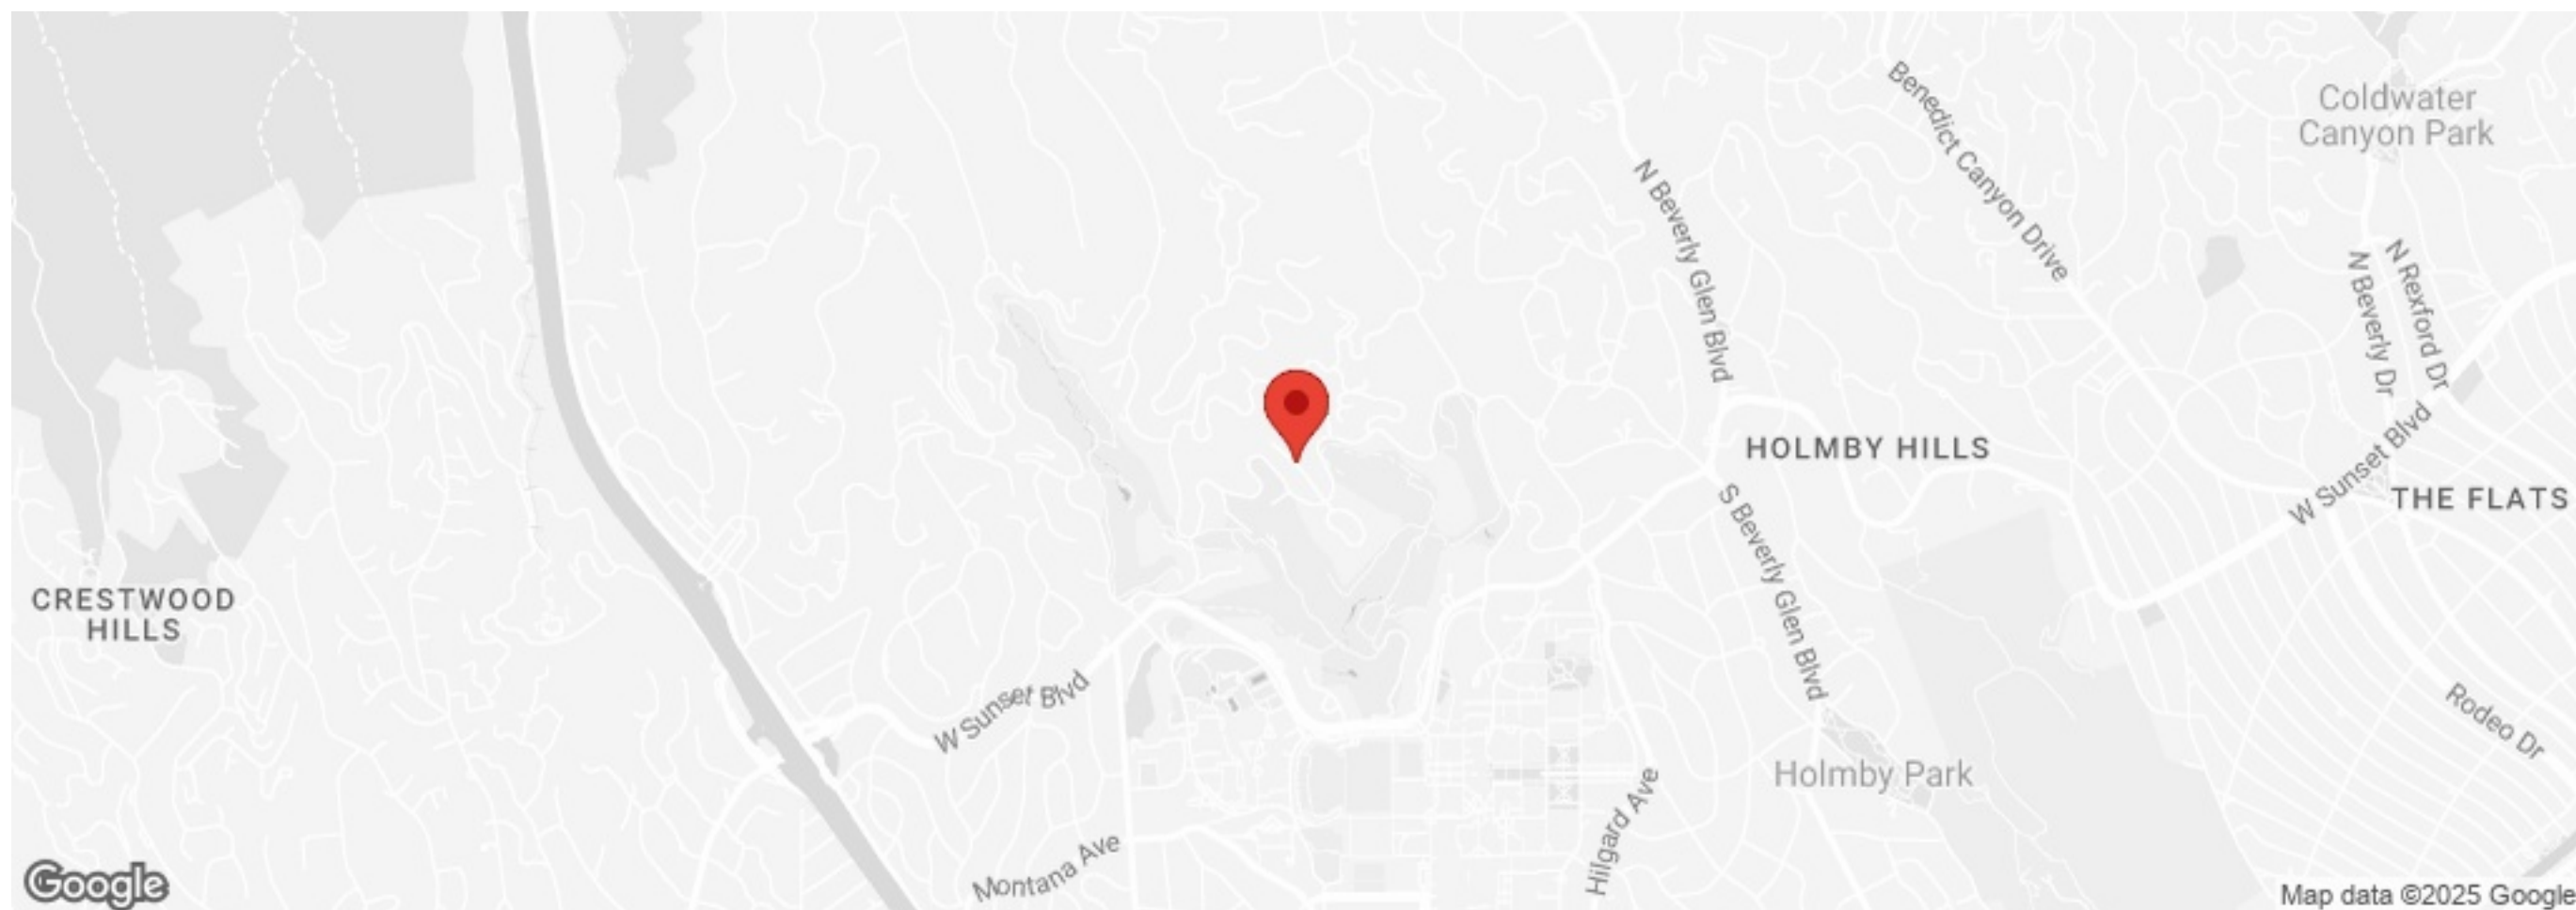 Coldwater
Canyon Park
Benedict Canyon Drive
N Beverly Glen Blvd
N Rexford Dr
N Beverly Dr
HOLMBY HILLS
W Sunset Blvd
THE FLATS
S Beverly Glen Blvd
CRESTWOOD
HILLS
W Sunset Blvd
Rodeo Dr
Holmby Park
Hilgard Ave
Montana Ave
Google
Map data ©2025 Google